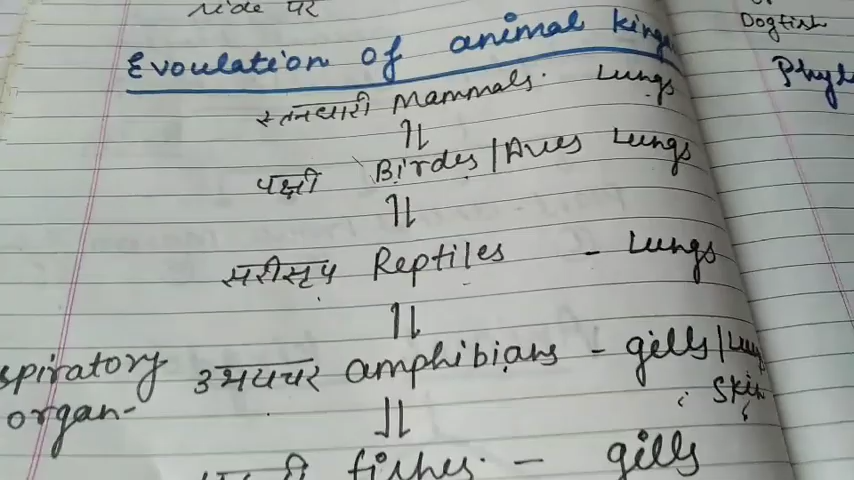 पर
Evoulation of animal
Dogfish
स्तनधारी Mammals. Lungs
पक्षी Birdes/Aves Lungs
सरीसृप Reptiles - Lungs
spiratory उभयचर amphibians - gills/Lung
organ- skin
fishes. - gills